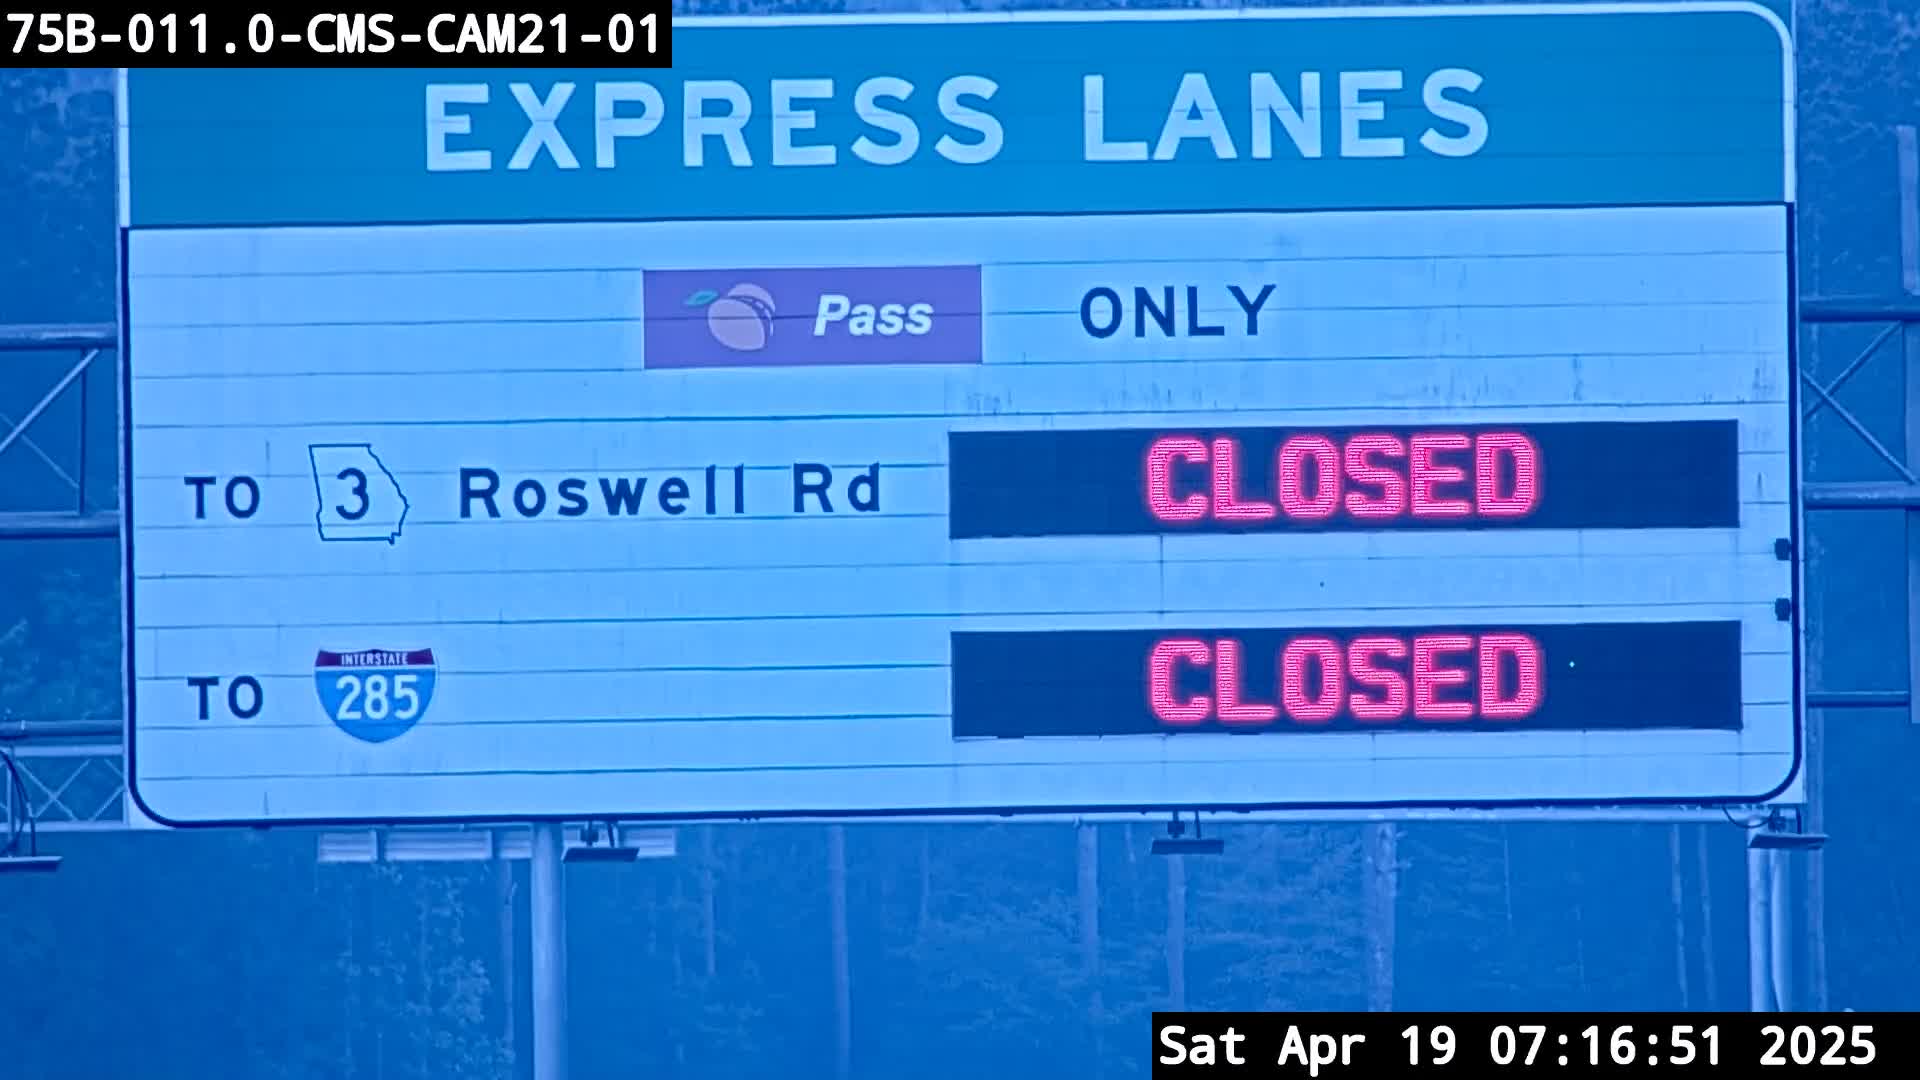 75B-011.0-CMS-CAM21-01
EXPRESS LANES
Pass ONLY
TO 3 Roswell Rd CLOSED
TO INTERSTATE 285 CLOSED
Sat Apr 19 07:16:51 2025